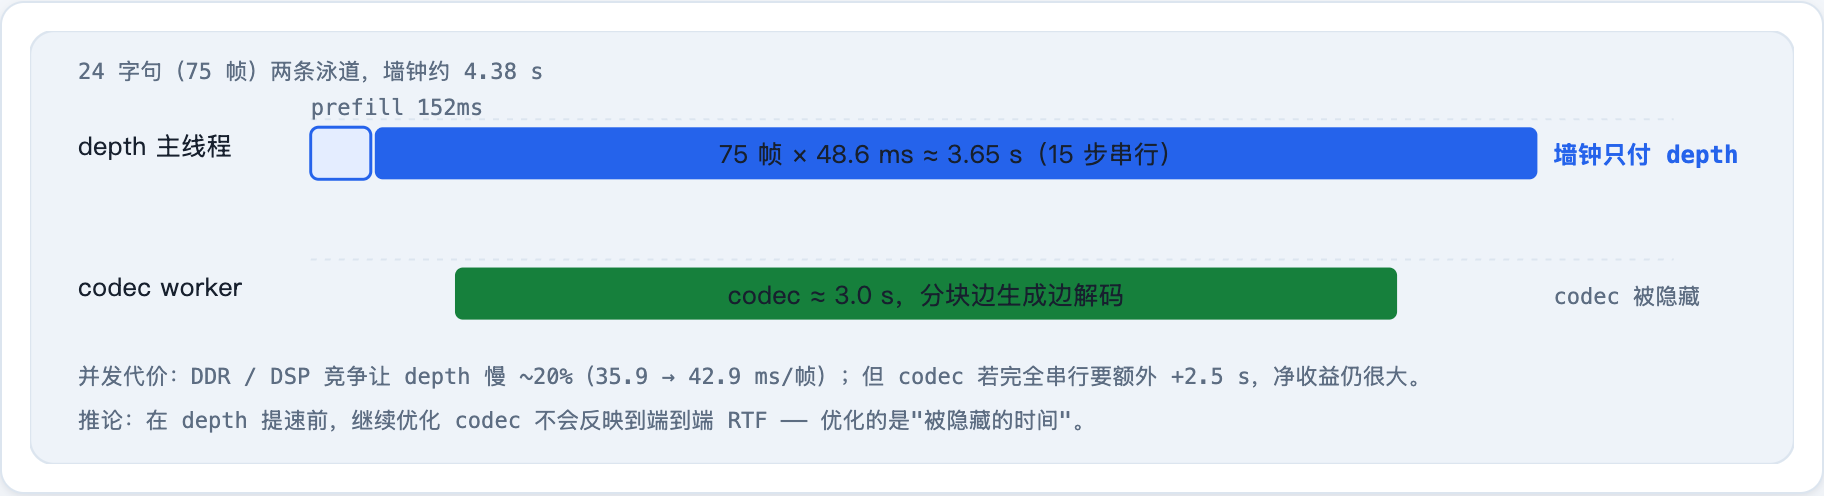 24 字句（75 帧）两条泳道，墙钟约 4.38 s
prefill 152ms
depth 主线程
75 帧 × 48.6 ms ≈ 3.65 s（15 步串行）
墙钟只付 depth
codec worker
codec ≈ 3.0 s，分块边生成边解码
codec 被隐藏
并发代价：DDR / DSP 竞争让 depth 慢 ~20%（35.9 → 42.9 ms/帧）；但 codec 若完全串行要额外 +2.5 s，净收益仍很大。
推论：在 depth 提速前，继续优化 codec 不会反映到端到端 RTF —— 优化的是"被隐藏的时间"。